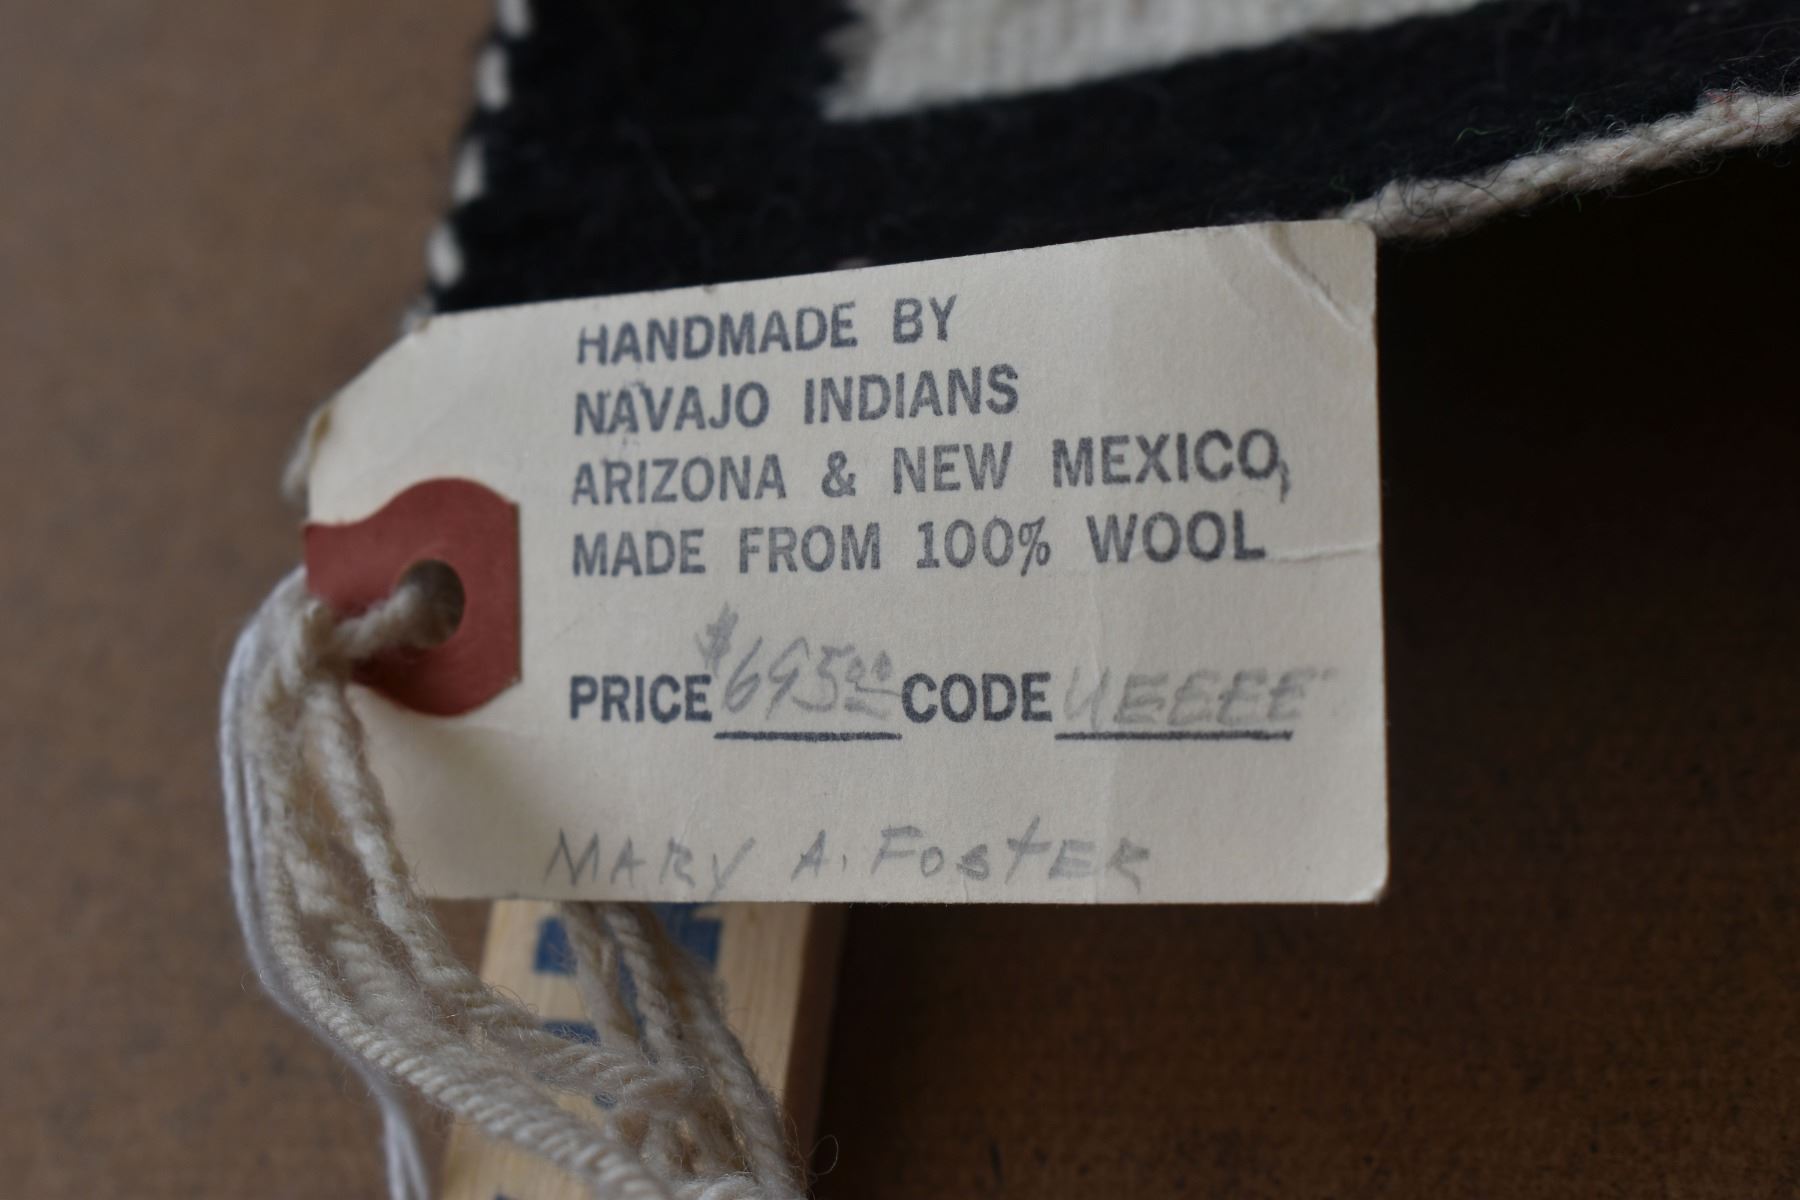 HANDMADE BY
NAVAJO INDIANS
ARIZONA & NEW MEXICO,
MADE FROM 100% WOOL
PRICE $695.00 CODE UEEEE
MARY A. FOSTER